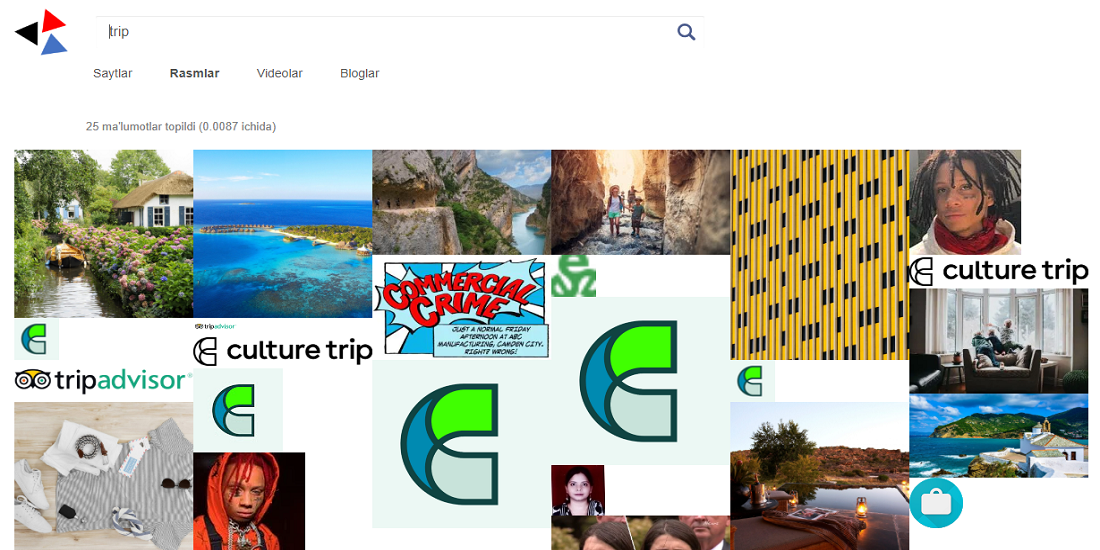 trip
Saytlar Rasmlar Videolar Bloglar
25 ma'lumotlar topildi (0.0087 ichida)
COMMERCIAL
CRIME
JUST A NORMAL FRIDAY
AFTERNOON AT ABC
MANUFACTURING, CAMDEN CITY.
RIGHT? WRONG!
culture trip
tripadvisor
culture trip
tripadvisor